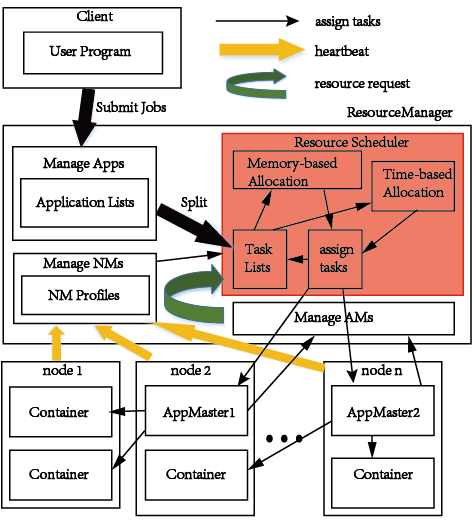 Client
User Program
assign tasks
heartbeat
resource request
Submit Jobs
ResourceManager
Manage Apps
Application Lists
Split
Resource Scheduler
Memory-based
Allocation
Time-based
Allocation
Task
Lists
assign
tasks
Manage NMs
NM Profiles
Manage AMs
node 1
Container
Container
node 2
AppMaster1
Container
node n
AppMaster2
Container